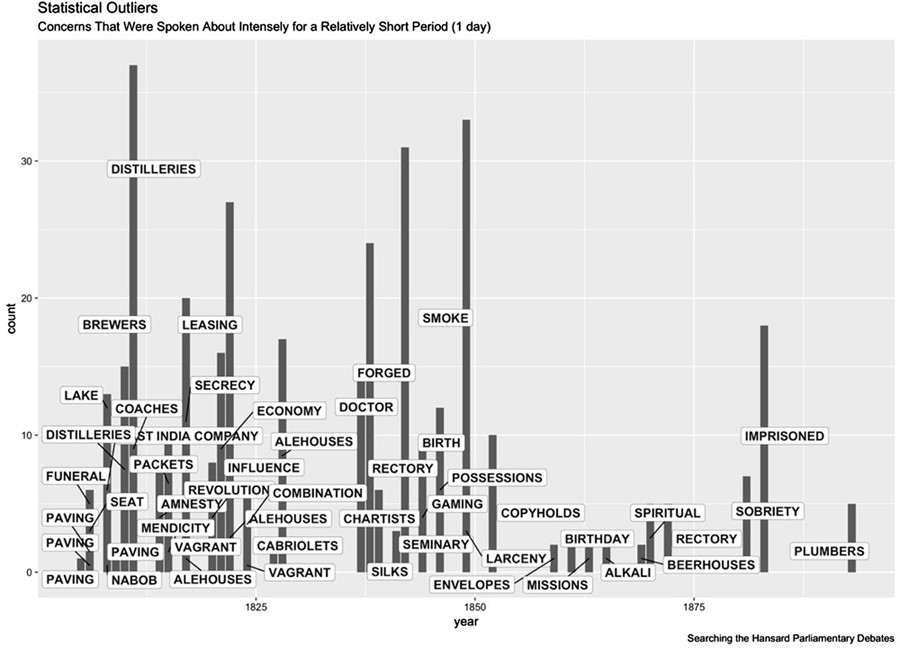 Statistical Outliers
Concerns That Were Spoken About Intensely for a Relatively Short Period (1 day)
count
30
20
10
0
DISTILLERIES
BREWERS
LEASING
SMOKE
FORGED
SECRECY
LAKE
COACHES
ECONOMY
DOCTOR
DISTILLERIES
ST INDIA COMPANY
ALEHOUSES
BIRTH
IMPRISONED
PACKETS
INFLUENCE
RECTORY
FUNERAL
POSSESSIONS
REVOLUTION
COMBINATION
SEAT
AMNESTY
GAMING
COPYHOLDS
SPIRITUAL
SOBRIETY
PAVING
ALEHOUSES
CHARTISTS
MENDICITY
PAVING
PAVING
VAGRANT
CABRIOLETS
SEMINARY
BIRTHDAY
RECTORY
PLUMBERS
LARCENY
BEERHOUSES
PAVING
NABOB
ALEHOUSES
VAGRANT
SILKS
ENVELOPES
MISSIONS
ALKALI
1825
1850
1875
year
Searching the Hansard Parliamentary Debates